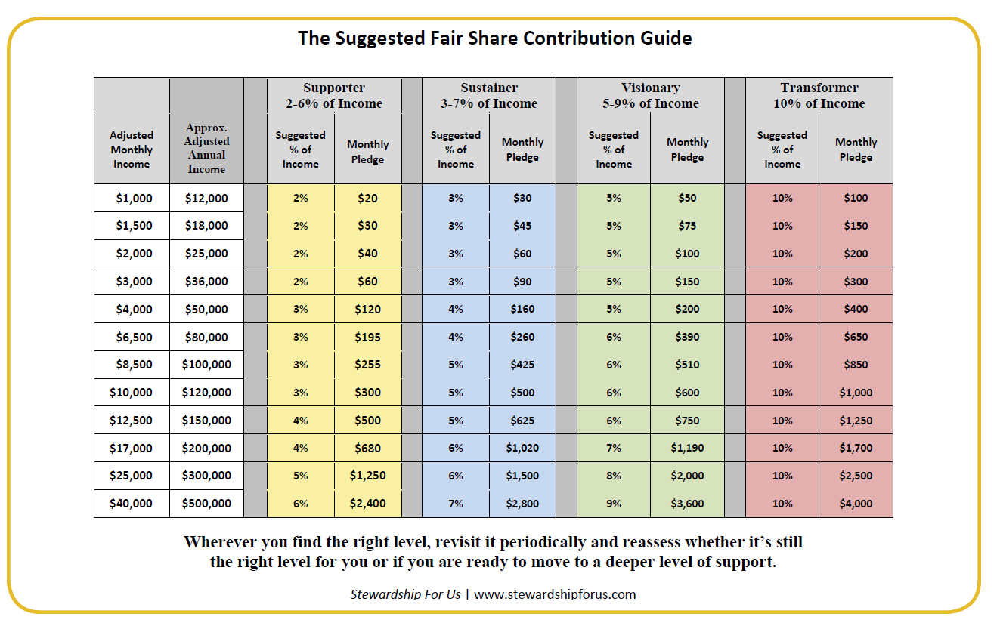 The Suggested Fair Share Contribution Guide
Supporter
2-6% of Income
Sustainer
3-7% of Income
Visionary
5-9% of Income
Transformer
10% of Income
Adjusted
Monthly
Income
Approx.
Adjusted
Annual
Income
Suggested
% of
Income
Monthly
Pledge
Suggested
% of
Income
Monthly
Pledge
Suggested
% of
Income
Monthly
Pledge
Suggested
% of
Income
Monthly
Pledge
$1,000 $12,000 2% $20 3% $30 5% $50 10% $100
$1,500 $18,000 2% $30 3% $45 5% $75 10% $150
$2,000 $25,000 2% $40 3% $60 5% $100 10% $200
$3,000 $36,000 2% $60 3% $90 5% $150 10% $300
$4,000 $50,000 3% $120 4% $160 5% $200 10% $400
$6,500 $80,000 3% $195 4% $260 6% $390 10% $650
$8,500 $100,000 3% $255 5% $425 6% $510 10% $850
$10,000 $120,000 3% $300 5% $500 6% $600 10% $1,000
$12,500 $150,000 4% $500 5% $625 6% $750 10% $1,250
$17,000 $200,000 4% $680 6% $1,020 7% $1,190 10% $1,700
$25,000 $300,000 5% $1,250 6% $1,500 8% $2,000 10% $2,500
$40,000 $500,000 6% $2,400 7% $2,800 9% $3,600 10% $4,000
Wherever you find the right level, revisit it periodically and reassess whether it’s still
the right level for you or if you are ready to move to a deeper level of support.
Stewardship For Us | www.stewardshipforus.com